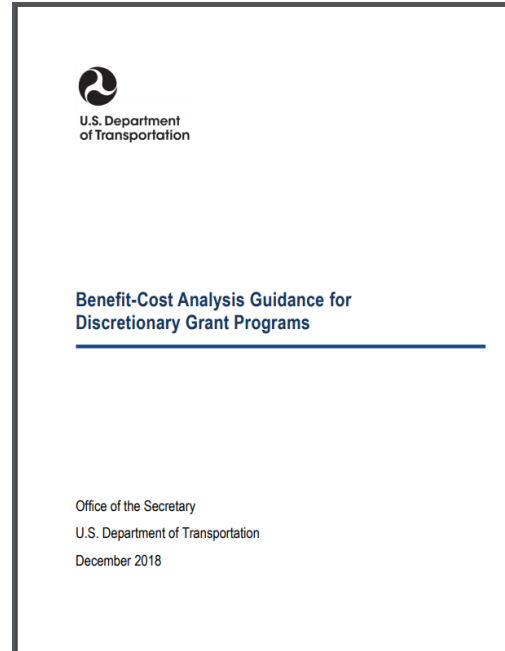 U.S. Department
of Transportation
Benefit-Cost Analysis Guidance for
Discretionary Grant Programs
Office of the Secretary
U.S. Department of Transportation
December 2018